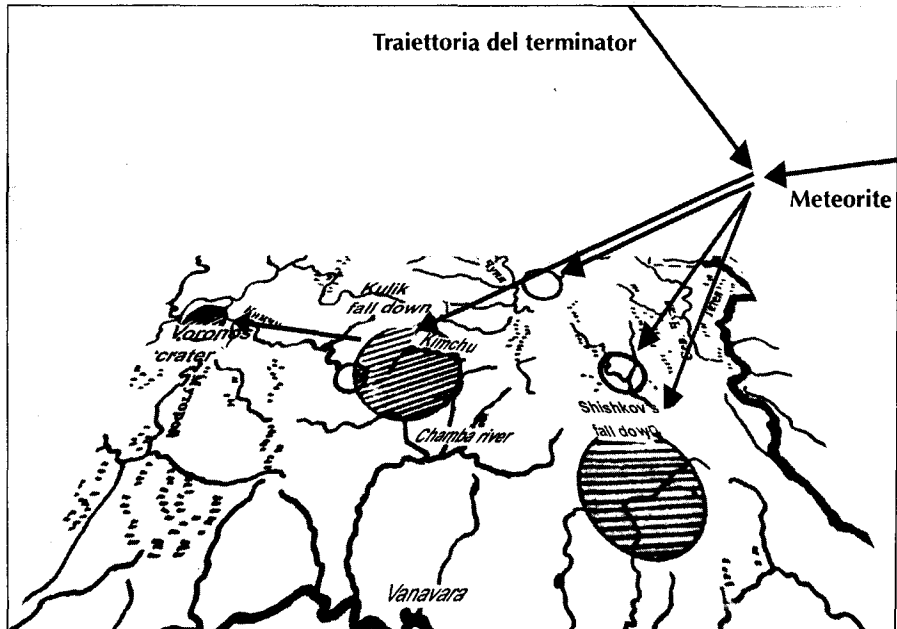 Traiettoria del terminator
Meteorite
Kulik
fall down
Voronos
crater
Kimchu
Shishkov's
fall down
Chamba river
Vanavara